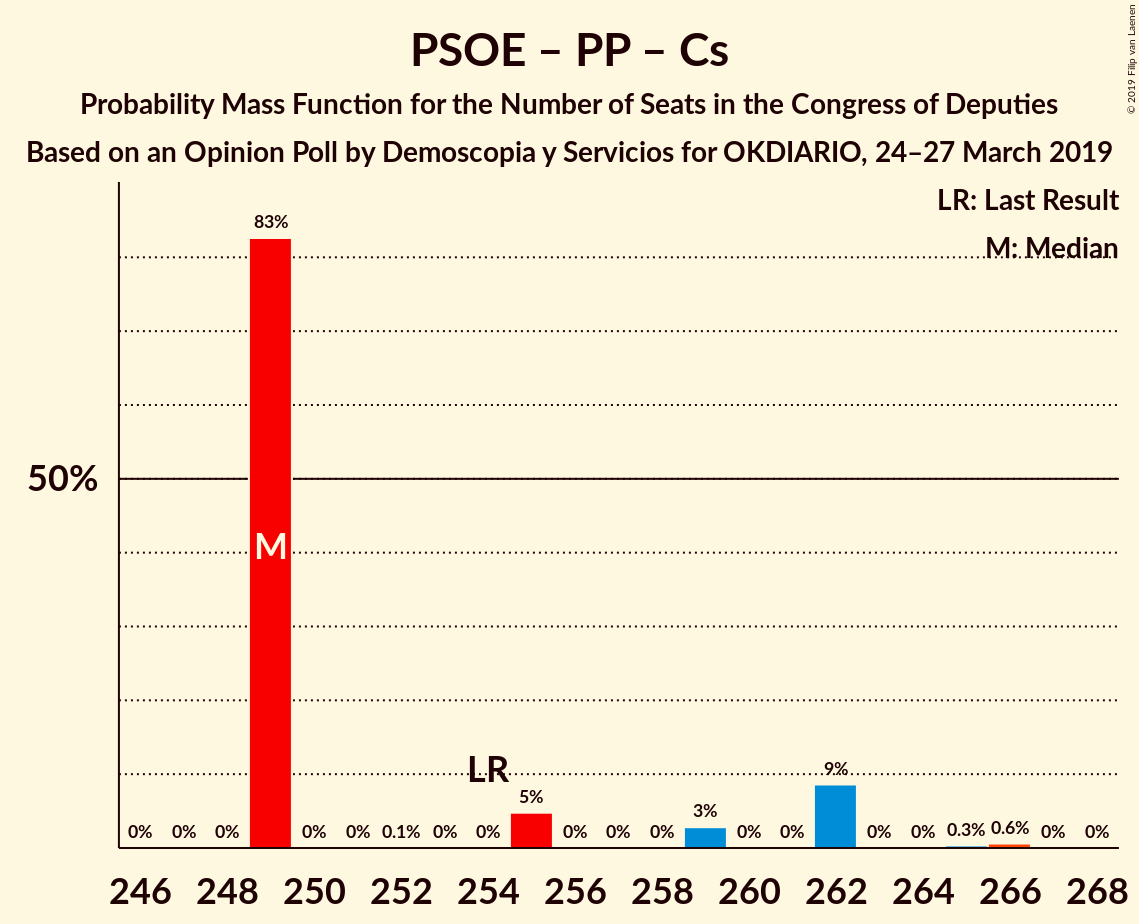 PSOE – PP – Cs
Probability Mass Function for the Number of Seats in the Congress of Deputies
Based on an Opinion Poll by Demoscopia y Servicios for OKDIARIO, 24–27 March 2019
© 2019 Filip van Laenen
LR: Last Result
M: Median
50%
83%
M
LR
0% 0% 0% 0% 0% 0.1% 0% 0% 5% 0% 0% 0% 3% 0% 0% 9% 0% 0% 0.3% 0.6% 0% 0%
246 248 250 252 254 256 258 260 262 264 266 268